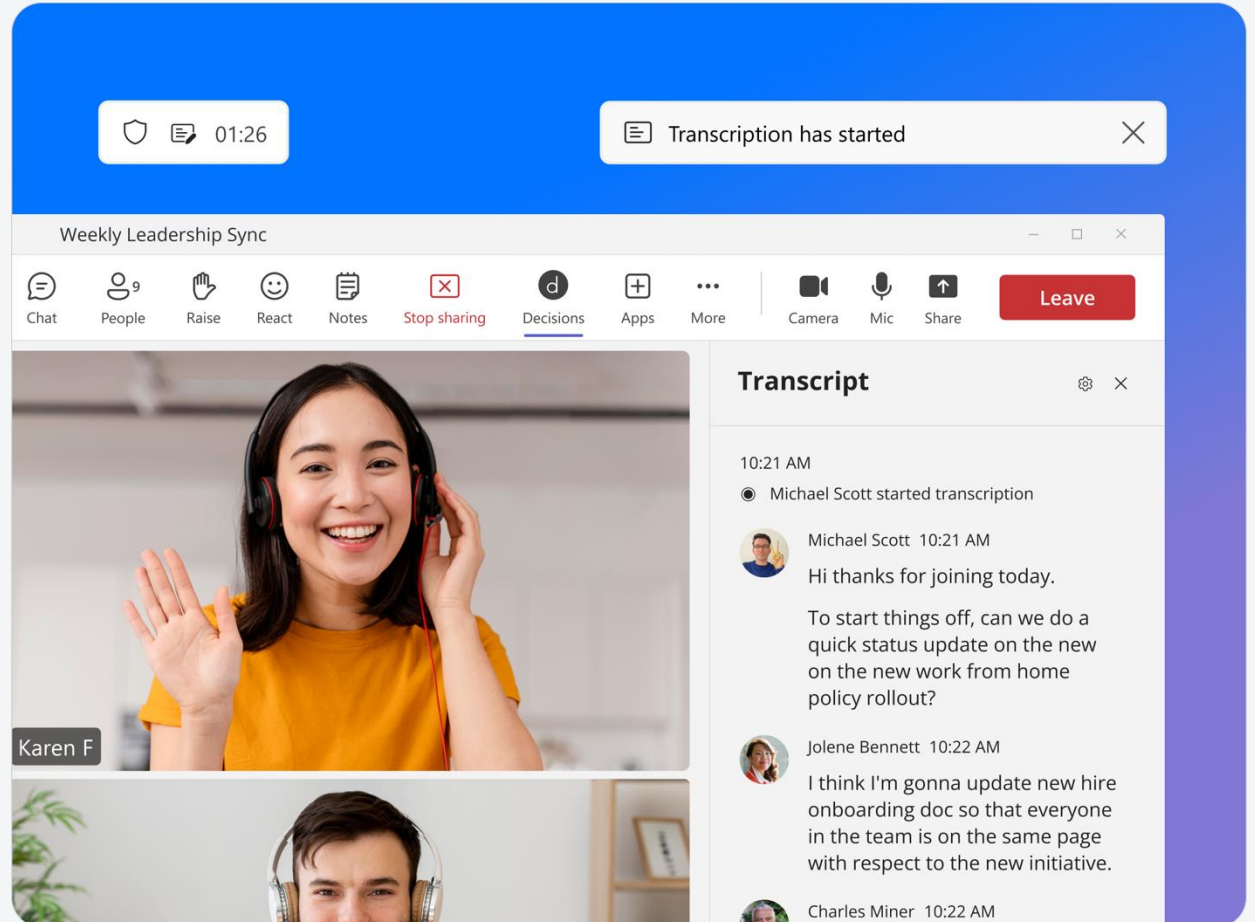 01:26
Transcription has started
Weekly Leadership Sync
Chat
People
9
Raise
React
Notes
Stop sharing
d
Decisions
Apps
More
Camera
Mic
Share
Leave
Karen F
Transcript
10:21 AM
Michael Scott started transcription
Michael Scott 10:21 AM
Hi thanks for joining today.
To start things off, can we do a
quick status update on the new
on the new work from home
policy rollout?
Jolene Bennett 10:22 AM
I think I'm gonna update new hire
onboarding doc so that everyone
in the team is on the same page
with respect to the new initiative.
Charles Miner 10:22 AM